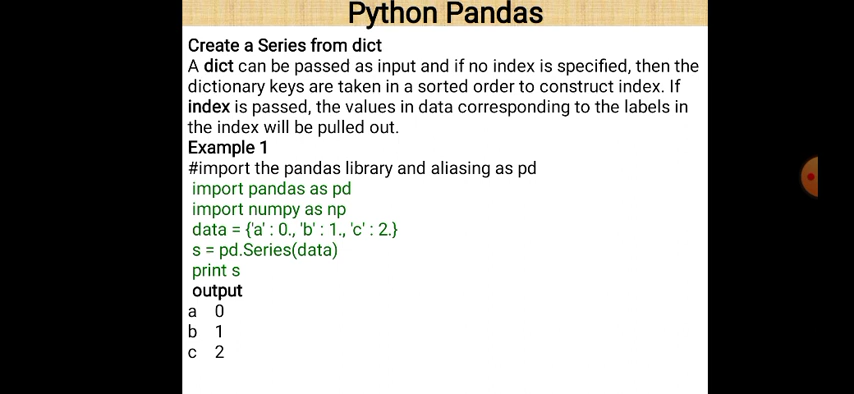 Python Pandas
Create a Series from dict
A dict can be passed as input and if no index is specified, then the
dictionary keys are taken in a sorted order to construct index. If
index is passed, the values in data corresponding to the labels in
the index will be pulled out.
Example 1
#import the pandas library and aliasing as pd
import pandas as pd
import numpy as np
data = {'a' : 0., 'b' : 1., 'c' : 2.}
s = pd.Series(data)
print s
output
a 0
b 1
c 2